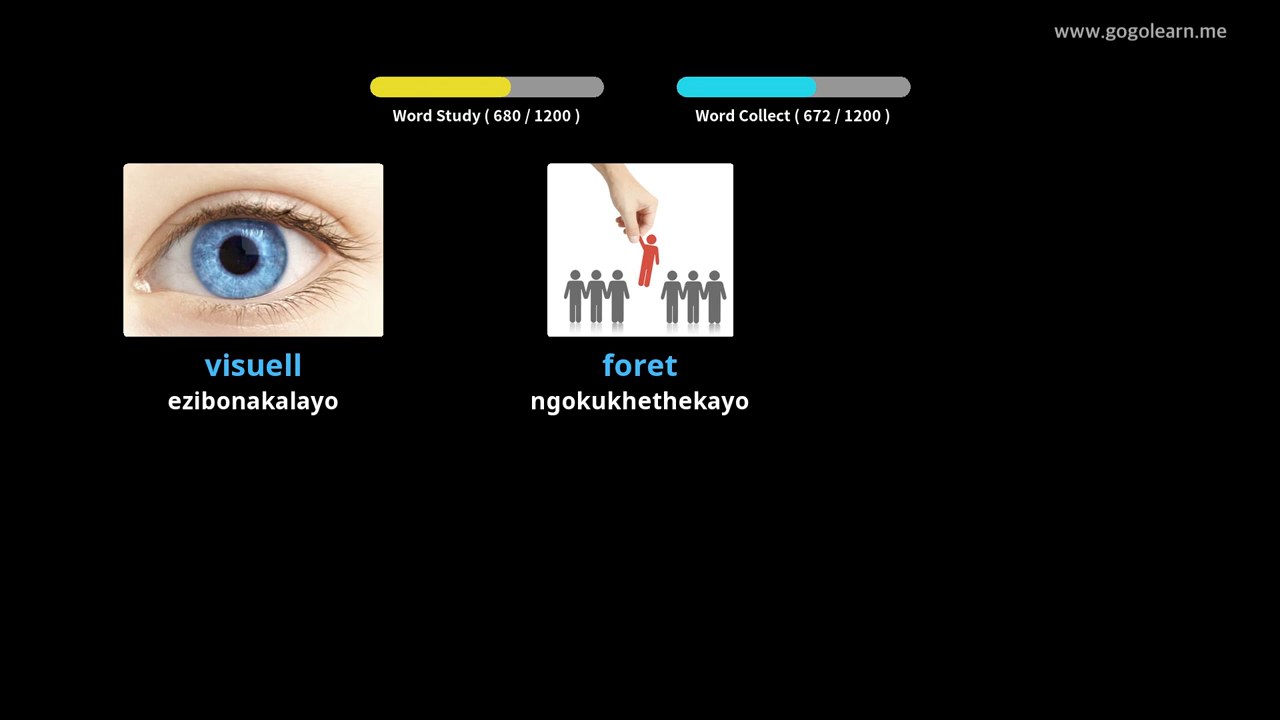 www.gogolearn.me
Word Study ( 680 / 1200 )
Word Collect ( 672 / 1200 )
visuell
ezibonakalayo
foret
ngokukhethekayo